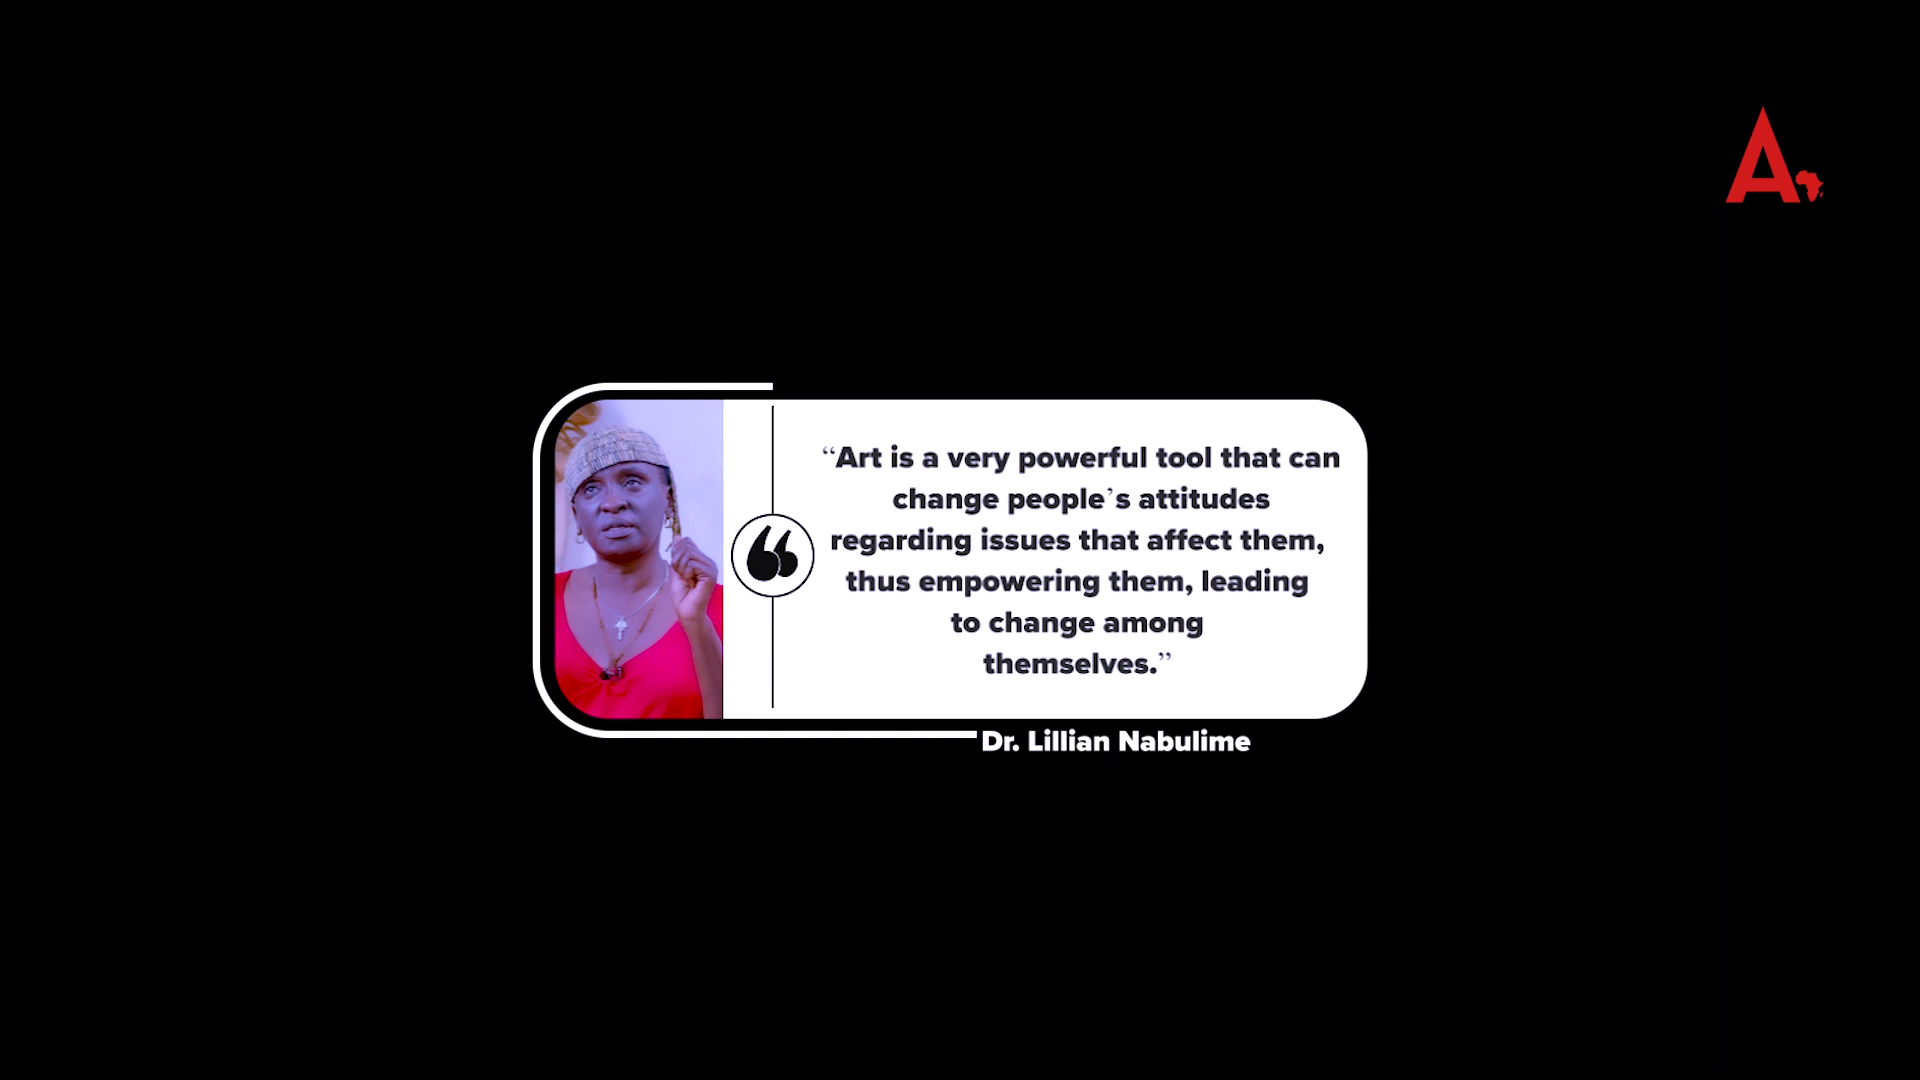 A
“Art is a very powerful tool that can
change people’s attitudes
regarding issues that affect them,
thus empowering them, leading
to change among
themselves.”
Dr. Lillian Nabulime